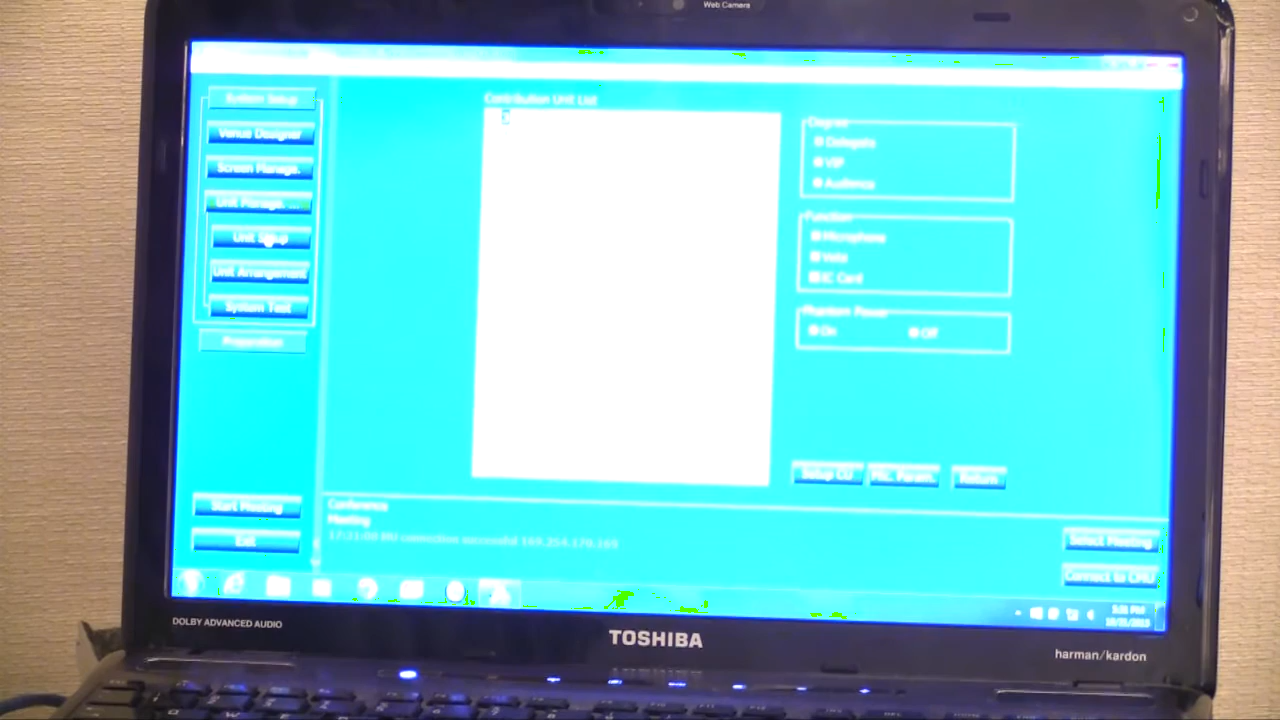 Web Camera
System Setup
Venue Designer
Screen Manage.
Unit Manage.
Unit
Unit Arrangement
System Test
Preparation
Start Meeting
Exit
Contribution Unit List
Degree
Delegate
VIP
Audience
Function
Microphone
Vote
IC Card
Phantom Power
On
Off
Setup CU
Mic. Param.
Return
Conference
Meeting
connection successful
Select Meeting
Connect to CMU
DOLBY ADVANCED AUDIO
TOSHIBA
harman/kardon